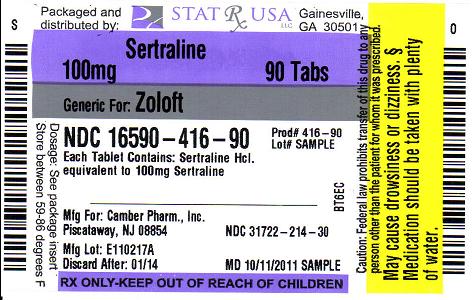 Packaged and
distributed by:
STAT Rx USA
LLC
Gainesville,
GA 30501
Sertraline
100mg 90 Tabs
Generic For: Zoloft
NDC 16590-416-90
Prod# 416-90
Lot# SAMPLE
Each Tablet Contains: Sertraline Hcl.
equivalent to 100mg Sertraline
Mfg For: Camber Pharm., Inc.
Piscataway, NJ 08854 NDC 31722-214-30
Mfg Lot: E110217A
Discard After: 01/14 MD 10/11/2011 SAMPLE
RX ONLY-KEEP OUT OF REACH OF CHILDREN
S
Dosage: See package insert
Store between 59-86 degrees F
BT6EC
Caution: Federal law prohibits transfer of this drug to any
person other than the patient for whom it was prescribed.
May cause drowsiness or dizziness. §
Medication should be taken with plenty
of water.
O